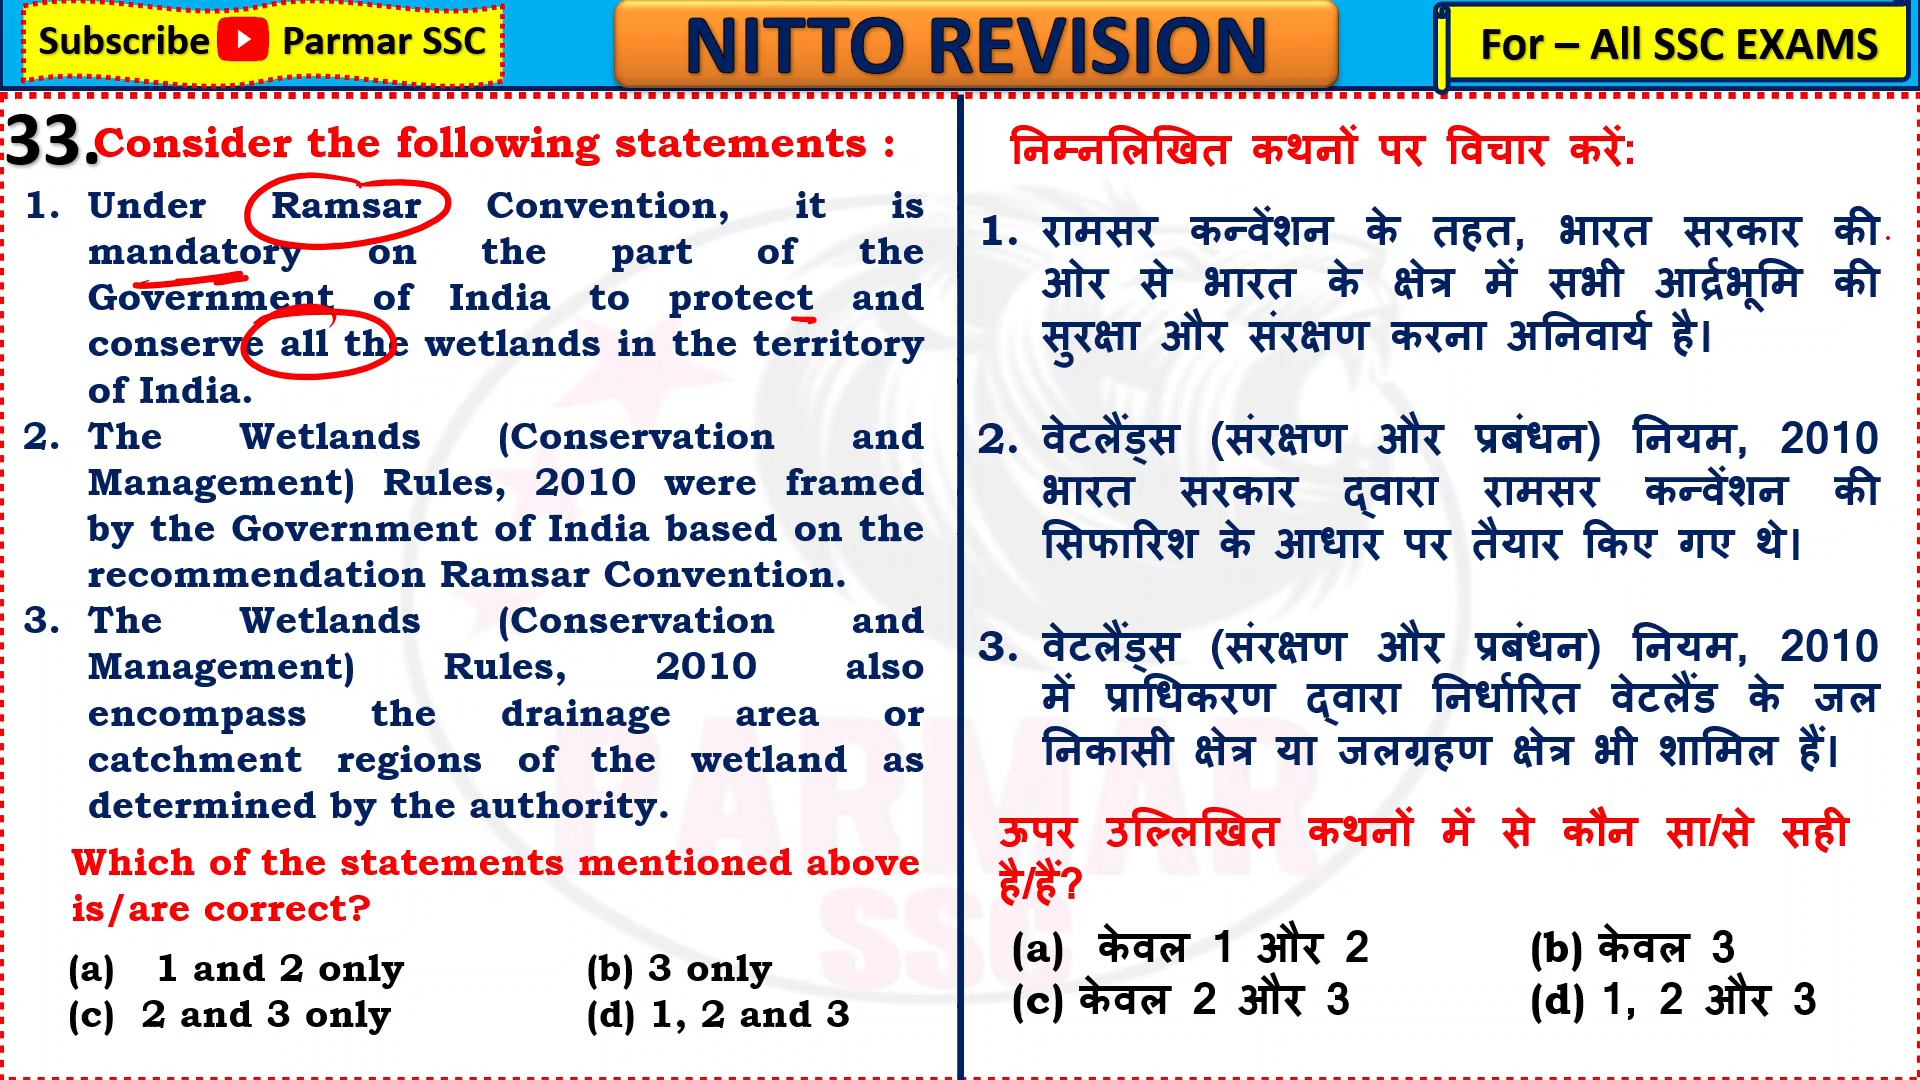 Subscribe Parmar SSC
NITTO REVISION
For – All SSC EXAMS
33.
Consider the following statements :
1. Under Ramsar Convention, it is
mandatory on the part of the
Government of India to protect and
conserve all the wetlands in the territory
of India.
2. The Wetlands (Conservation and
Management) Rules, 2010 were framed
by the Government of India based on the
recommendation Ramsar Convention.
3. The Wetlands (Conservation and
Management) Rules, 2010 also
encompass the drainage area or
catchment regions of the wetland as
determined by the authority.
Which of the statements mentioned above
is/are correct?
(a) 1 and 2 only (b) 3 only
(c) 2 and 3 only (d) 1, 2 and 3
निम्नलिखित कथनों पर विचार करें:
1. रामसर कन्वेंशन के तहत, भारत सरकार की
ओर से भारत के क्षेत्र में सभी आर्द्रभूमि की
सुरक्षा और संरक्षण करना अनिवार्य है।
2. वेटलैंड्स (संरक्षण और प्रबंधन) नियम, 2010
भारत सरकार द्वारा रामसर कन्वेंशन की
सिफारिश के आधार पर तैयार किए गए थे।
3. वेटलैंड्स (संरक्षण और प्रबंधन) नियम, 2010
में प्राधिकरण द्वारा निर्धारित वेटलैंड के जल
निकासी क्षेत्र या जलग्रहण क्षेत्र भी शामिल हैं।
ऊपर उल्लिखित कथनों में से कौन सा/से सही
है/हैं?
(a) केवल 1 और 2 (b) केवल 3
(c) केवल 2 और 3 (d) 1, 2 और 3
PARMAR
SSC